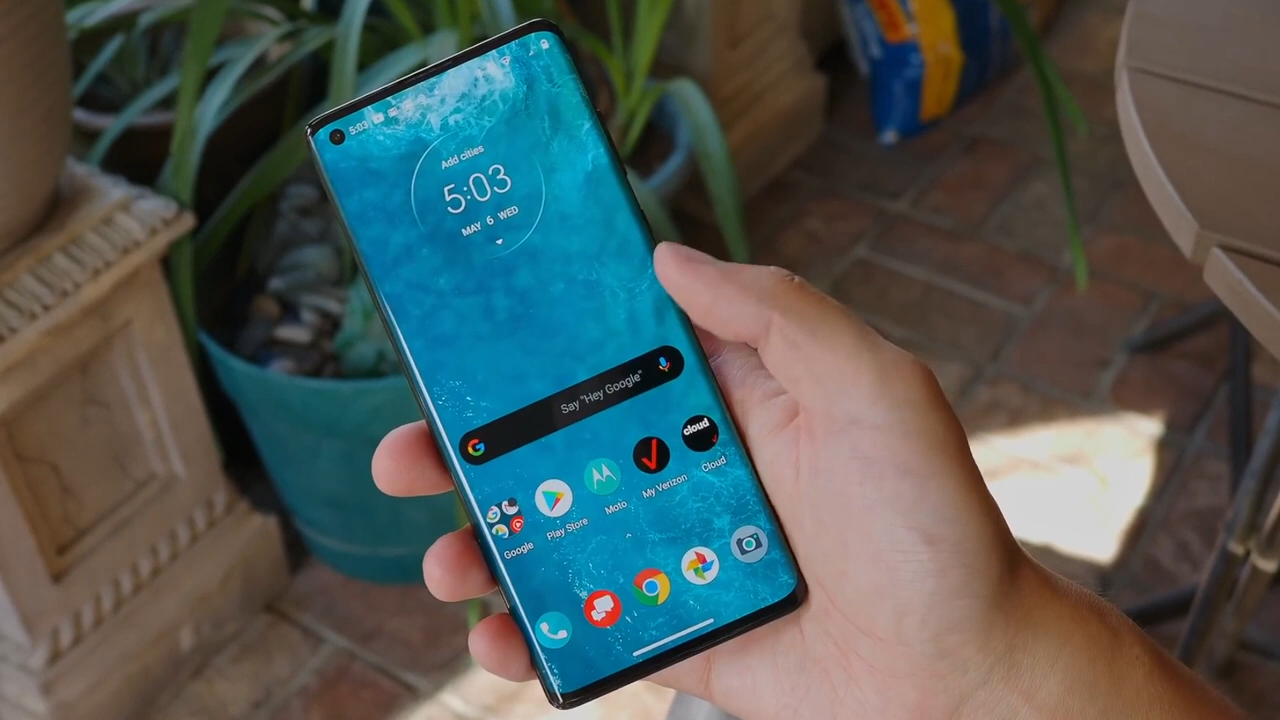 5:03
Add cities
5:03
MAY 6 WED
Say "Hey Google"
cloud
Google
Play Store
Moto
My Verizon
Cloud